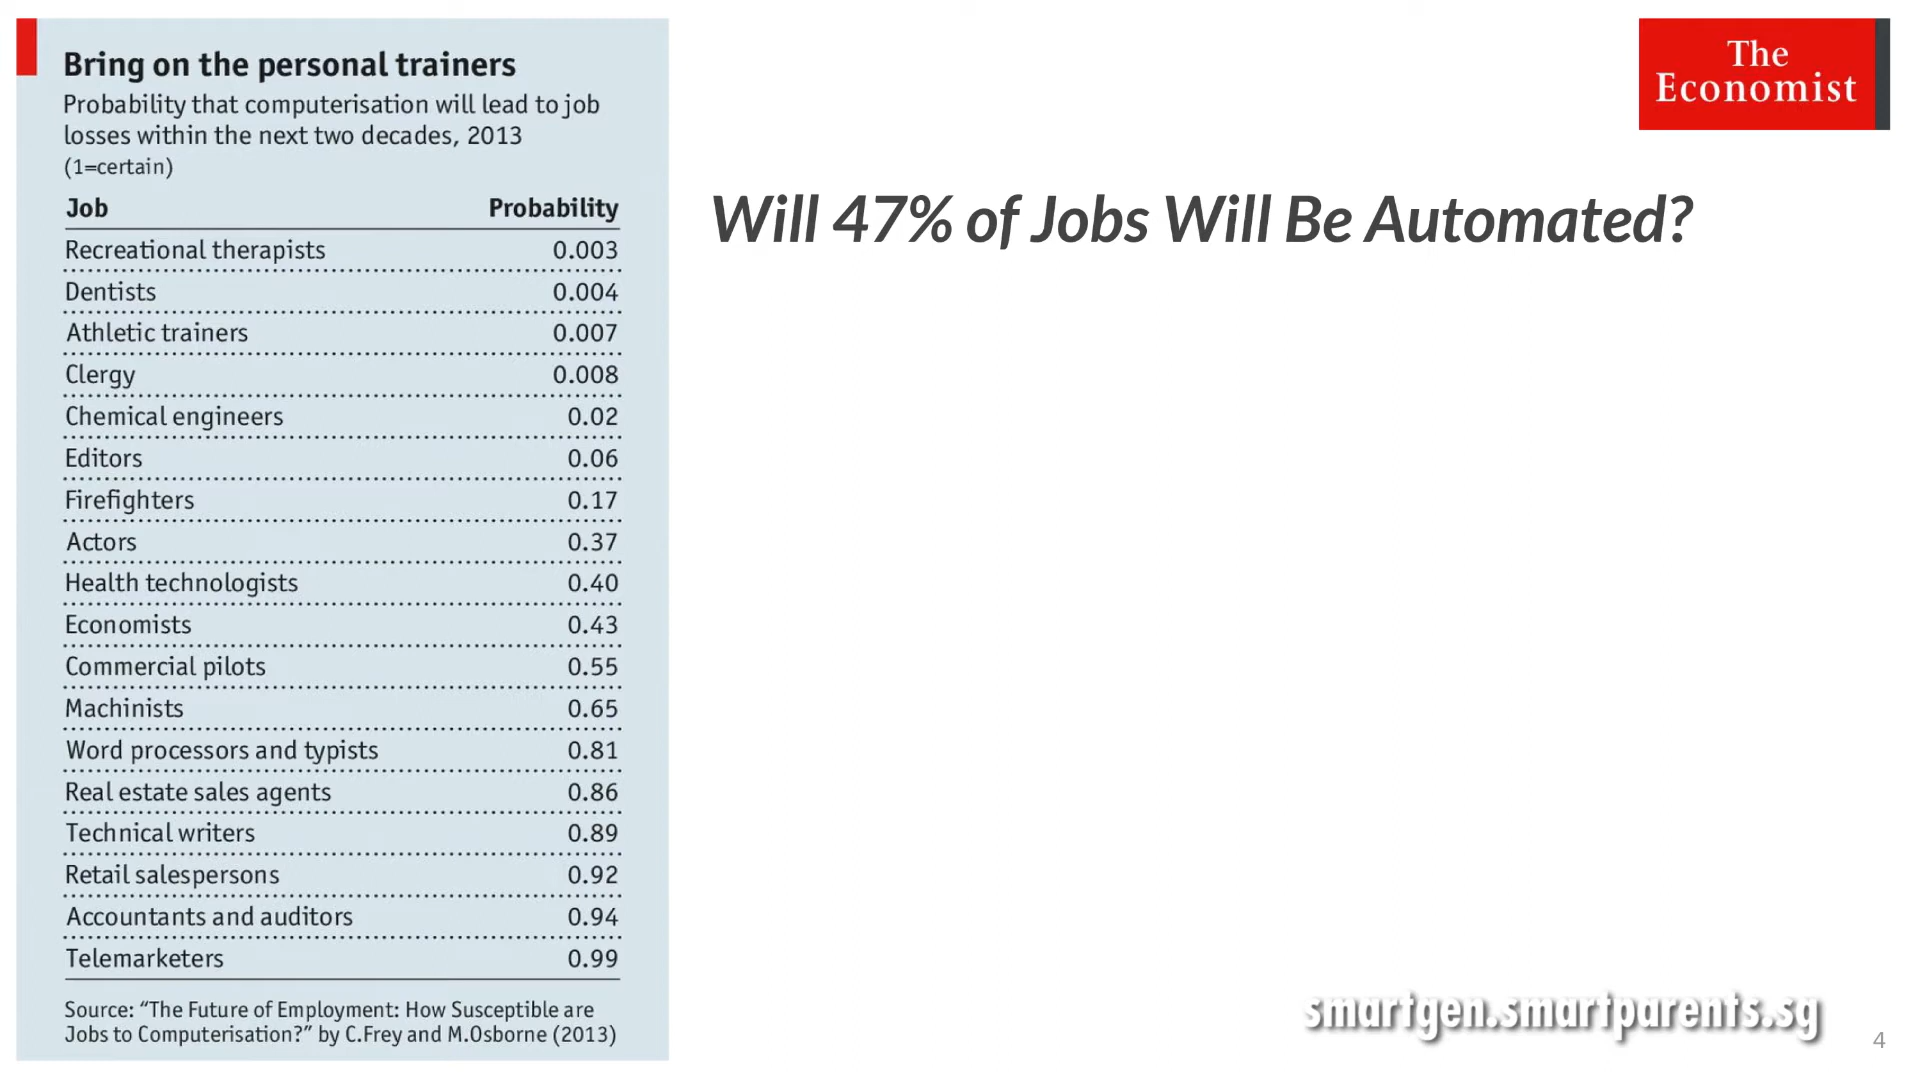 Bring on the personal trainers
Probability that computerisation will lead to job
losses within the next two decades, 2013
(1=certain)
Job Probability
Recreational therapists 0.003
Dentists 0.004
Athletic trainers 0.007
Clergy 0.008
Chemical engineers 0.02
Editors 0.06
Firefighters 0.17
Actors 0.37
Health technologists 0.40
Economists 0.43
Commercial pilots 0.55
Machinists 0.65
Word processors and typists 0.81
Real estate sales agents 0.86
Technical writers 0.89
Retail salespersons 0.92
Accountants and auditors 0.94
Telemarketers 0.99
Source: “The Future of Employment: How Susceptible are
Jobs to Computerisation?” by C.Frey and M.Osborne (2013)
The
Economist
Will 47% of Jobs Will Be Automated?
smartgen.smartparents.sg
4